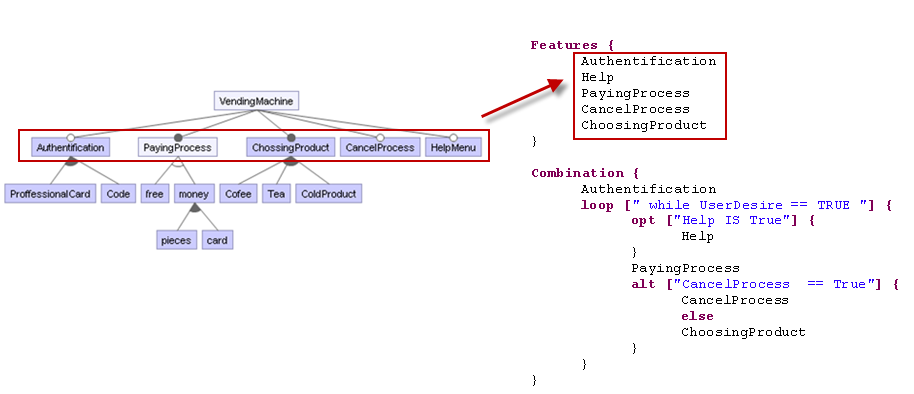 VendingMachine
Authentification PayingProcess ChossingProduct CancelProcess HelpMenu
ProffessionalCard Code free money Cofee Tea ColdProduct
pieces card
Features {
Authentification
Help
PayingProcess
CancelProcess
ChoosingProduct
}
Combination {
Authentification
loop [" while UserDesire == TRUE "] {
opt ["Help IS True"] {
Help
}
PayingProcess
alt ["CancelProcess  == True"] {
CancelProcess
else
ChoosingProduct
}
}
}